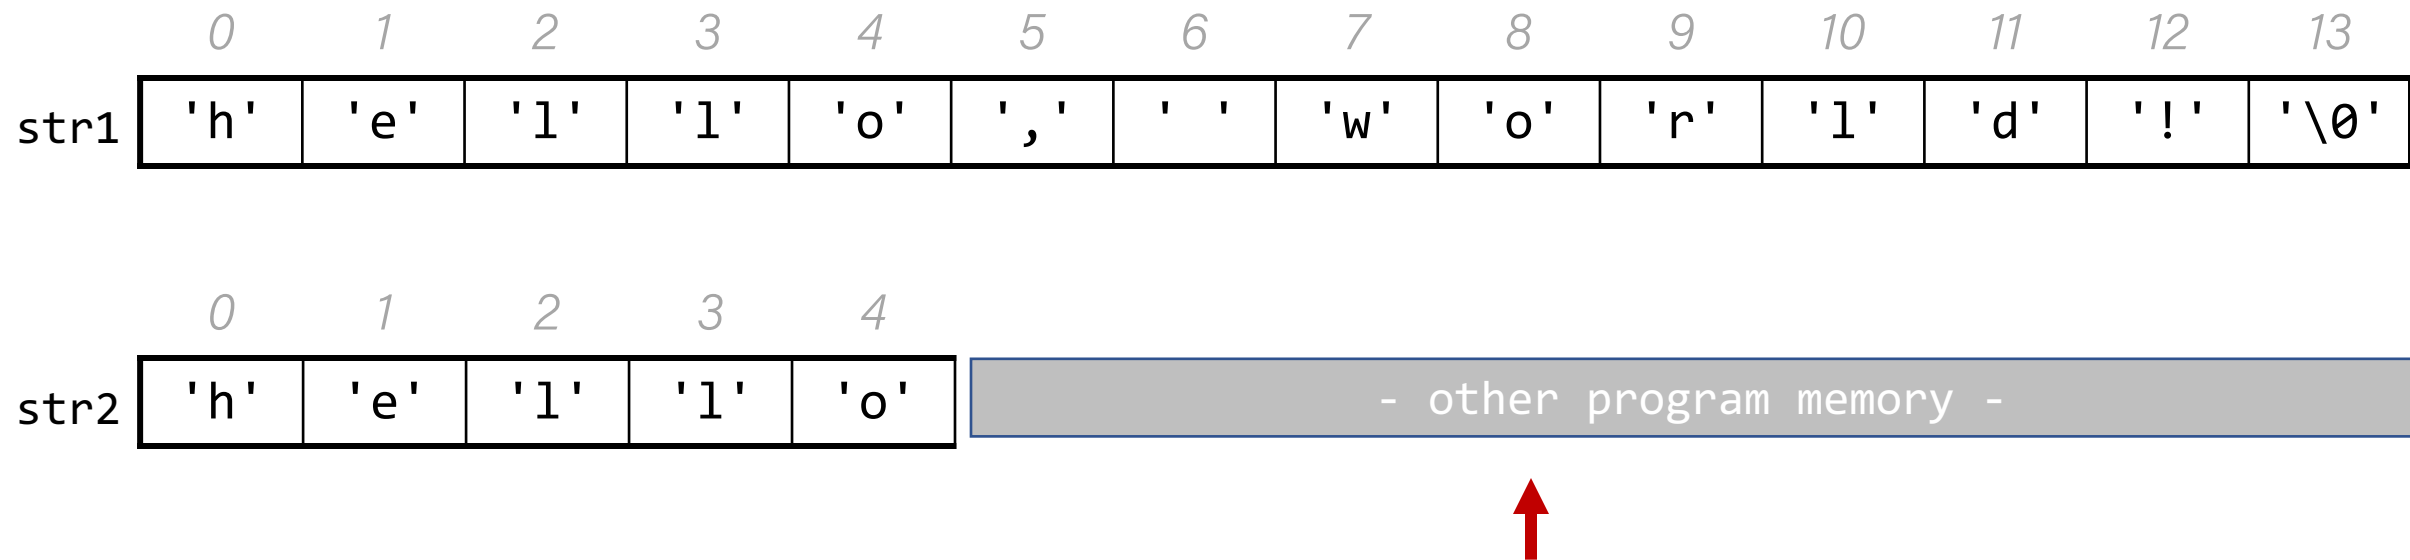 0 1 2 3 4 5 6 7 8 9 10 11 12 13
str1 'h' 'e' 'l' 'l' 'o' ',' ' ' 'w' 'o' 'r' 'l' 'd' '!' '\0'
0 1 2 3 4
str2 'h' 'e' 'l' 'l' 'o' - other program memory -